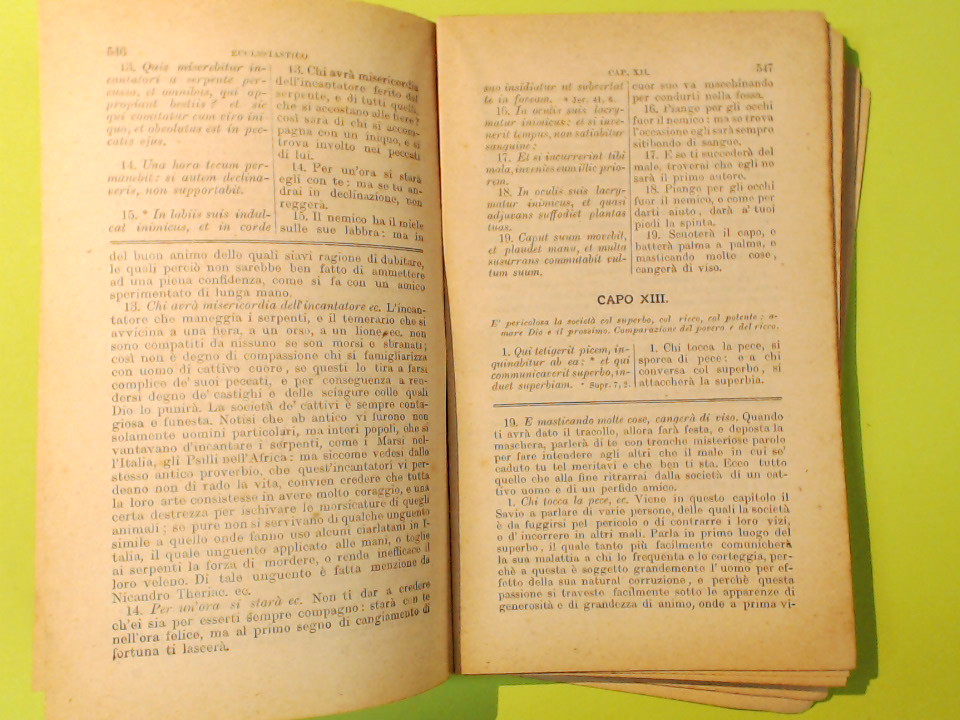 546
ECCLESIASTICO
13. Quis miserebitur in-
cantatori a serpente per-
cusso, et omnibus, qui ap-
propiant bestiis? et sic
qui comitatur cum viro ini-
quo, et obvolutus est in pec-
catis ejus.
14. Una hora tecum per-
manebit: si autem declina-
veris, non supportabit.
15. * In labiis suis indul-
cat inimicus, et in corde
13. Chi avrà misericordia
dell'incantatore ferito dal
serpente, e di tutti quelli,
che si accostano alle fiere?
così sarà di chi si accom-
pagna con un iniquo, e si
trova involto nei peccati
di lui.
14. Per un'ora si starà
egli con te: ma se tu an-
drai in declinazione, non
reggerà.
15. Il nemico ha il miele
sulle sue labbra: ma in
del buon animo delle quali siavi ragione di dubitare,
le quali perciò non sarebbe ben fatto di ammettere
ad una piena confidenza, come si fa con un amico
sperimentato di lunga mano.
13. Chi avrà misericordia dell'incantatore ec. L'incan-
tatore che maneggia i serpenti, e il temerario che si
avvicina a una fiera, a un orso, a un lione, ec. non
sono compatiti da nissuno se son morsi e sbranati;
così non è degno di compassione chi si famigliarizza
con uomo di cattivo cuore, se questi lo tira a farsi
complice de' suoi peccati, e per conseguenza a ren-
dersi degno de' castighi e delle sciagure colle quali
Dio lo punirà. La società de' cattivi è sempre conta-
giosa e funesta. Notisi che ab antico vi furono non
solamente uomini particolari, ma interi popoli, che si
vantavano d'incantare i serpenti, come i Marsi nel-
l'Italia, gli Psilli nell'Africa: ma siccome vedesi dallo
stesso antico proverbio, che quest'incantatori vi per-
deano non di rado la vita, convien credere che tutta
la loro arte consistesse in avere molto coraggio, e una
certa destrezza per ischivare le morsicature di quegli
animali; se pure non si servivano di qualche unguento
simile a quello onde fanno uso alcuni ciarlatani in I-
talia, il quale unguento applicato alle mani, o toglie
ai serpenti la forza di mordere, o rende inefficace il
loro veleno. Di tale unguento è fatta menzione da
Nicandro Theriac. ec.
14. Per un'ora si starà ec. Non ti dar a credere
ch'ei sia per esserti sempre compagno: starà con te
nell'ora felice, ma al primo segno di cangiamento di
fortuna ti lascerà.
CAP. XII.
547
suo insidiatur ut subvertat
te in foveam. * Jer. 41, 6.
16. In oculis suis lacry-
matur inimicus: et si inve-
nerit tempus, non satiabitur
sanguine:
17. Et si incurrerint tibi
mala, invenies eum illic prio-
rem.
18. In oculis suis lacry-
matur inimicus, et quasi
adjuvans suffodiet plantas
tuas.
19. Caput suum movebit,
et plaudet manu, et multa
susurrans commutabit vul-
tum suum.
cuor suo va macchinando
per condurti nella fossa.
16. Piange per gli occhi
fuor il nemico: ma se trova
l'occasione egli sarà sempre
sitibondo di sangue.
17. E se ti succederà del
male, troverai che egli ne
sarà il primo autore.
18. Piange per gli occhi
fuor il nemico, e come per
darti aiuto, darà a' tuoi
piedi la spinta.
19. Scuoterà il capo, e
batterà palma a palma, e
masticando molte cose,
cangerà di viso.
CAPO XIII.
E' pericolosa la società col superbo, col ricco, col potente: a-
mare Dio e il prossimo. Comparazione del povero e del ricco.
1. Qui tetigerit picem, in-
quinabitur ab ea: * et qui
communicaverit superbo, in-
duet superbiam. * Supr. 7, 2.
1. Chi tocca la pece, si
sporca di pece: e a chi
conversa col superbo, si
attaccherà la superbia.
19. E masticando molte cose, cangerà di viso. Quando
ti avrà dato il tracollo, allora farà festa, e deposta la
maschera, parlerà di te con tronche misteriose parole
per fare intendere agli altri che il male in cui se'
caduto tu tel meritavi e che ben ti sta. Ecco tutto
quello che alla fine ritrarrai dalla società di un cat-
tivo uomo e di un perfido amico.
1. Chi tocca la pece, ec. Viene in questo capitolo il
Savio a parlare di varie persone, delle quali la società
è da fuggirsi pel pericolo o di contrarre i loro vizi,
o d'incorrere in altri mali. Parla in primo luogo del
superbo, il quale tanto più facilmente comunicherà
la sua malattia a chi lo frequenta e lo corteggia, per-
chè a questa è soggetto grandemente l'uomo per ef-
fetto della sua natural corruzione, e perchè questa
passione si traveste facilmente sotto le apparenze di
generosità e di grandezza di animo, onde a prima vi-